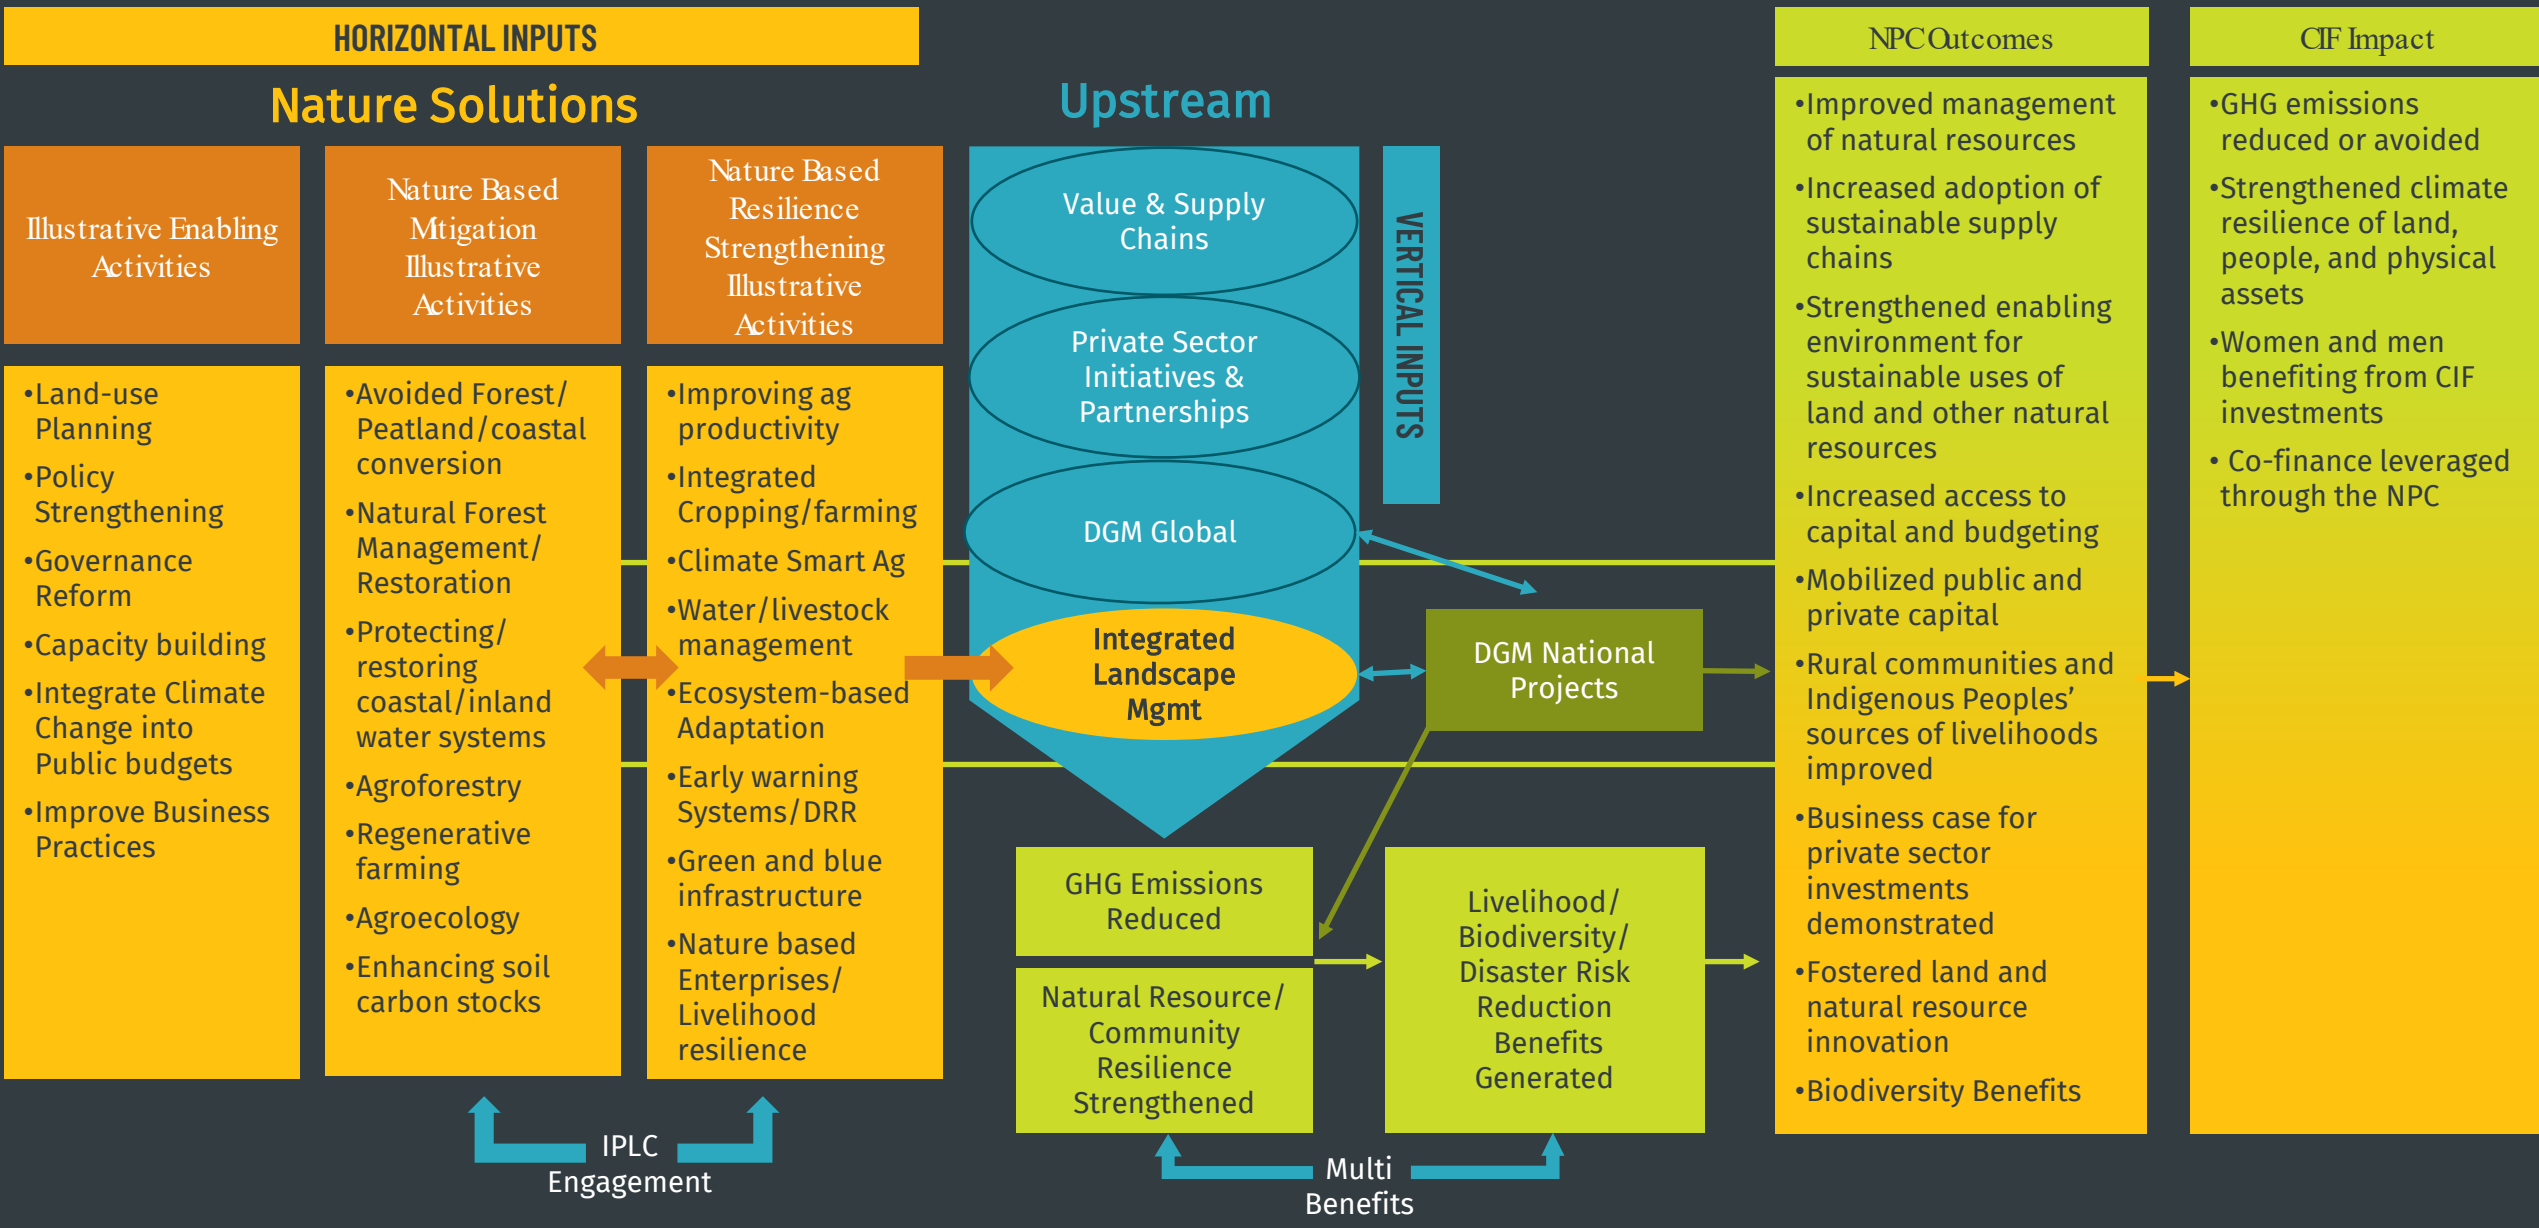 HORIZONTAL INPUTS
Nature Solutions
Illustrative Enabling
Activities
•Land-use
Planning
•Policy
Strengthening
•Governance
Reform
•Capacity building
•Integrate Climate
Change into
Public budgets
•Improve Business
Practices
Nature Based
Mtigation
Illustrative
Activities
•Avoided Forest/
Peatland/coastal
conversion
•Natural Forest
Management/
Restoration
•Protecting/
restoring
coastal/inland
water systems
•Agroforestry
•Regenerative
farming
•Agroecology
•Enhancing soil
carbon stocks
Nature Based
Resilience
Strengthening
Illustrative
Activities
•Improving ag
productivity
•Integrated
Cropping/farming
•Climate Smart Ag
•Water/livestock
management
•Ecosystem-based
Adaptation
•Early warning
Systems/DRR
•Green and blue
infrastructure
•Nature based
Enterprises/
Livelihood
resilience
IPLC
Engagement
Upstream
Value & Supply
Chains
Private Sector
Initiatives &
Partnerships
DGM Global
Integrated
Landscape
Mgmt
VERTICAL INPUTS
DGM National
Projects
GHG Emissions
Reduced
Natural Resource/
Community
Resilience
Strengthened
Livelihood/
Biodiversity/
Disaster Risk
Reduction
Benefits
Generated
Multi
Benefits
NPC Outcomes
•Improved management
of natural resources
•Increased adoption of
sustainable supply
chains
•Strengthened enabling
environment for
sustainable uses of
land and other natural
resources
•Increased access to
capital and budgeting
•Mobilized public and
private capital
•Rural communities and
Indigenous Peoples’
sources of livelihoods
improved
•Business case for
private sector
investments
demonstrated
•Fostered land and
natural resource
innovation
•Biodiversity Benefits
CIF Impact
•GHG emissions
reduced or avoided
•Strengthened climate
resilience of land,
people, and physical
assets
•Women and men
benefiting from CIF
investments
• Co-finance leveraged
through the NPC